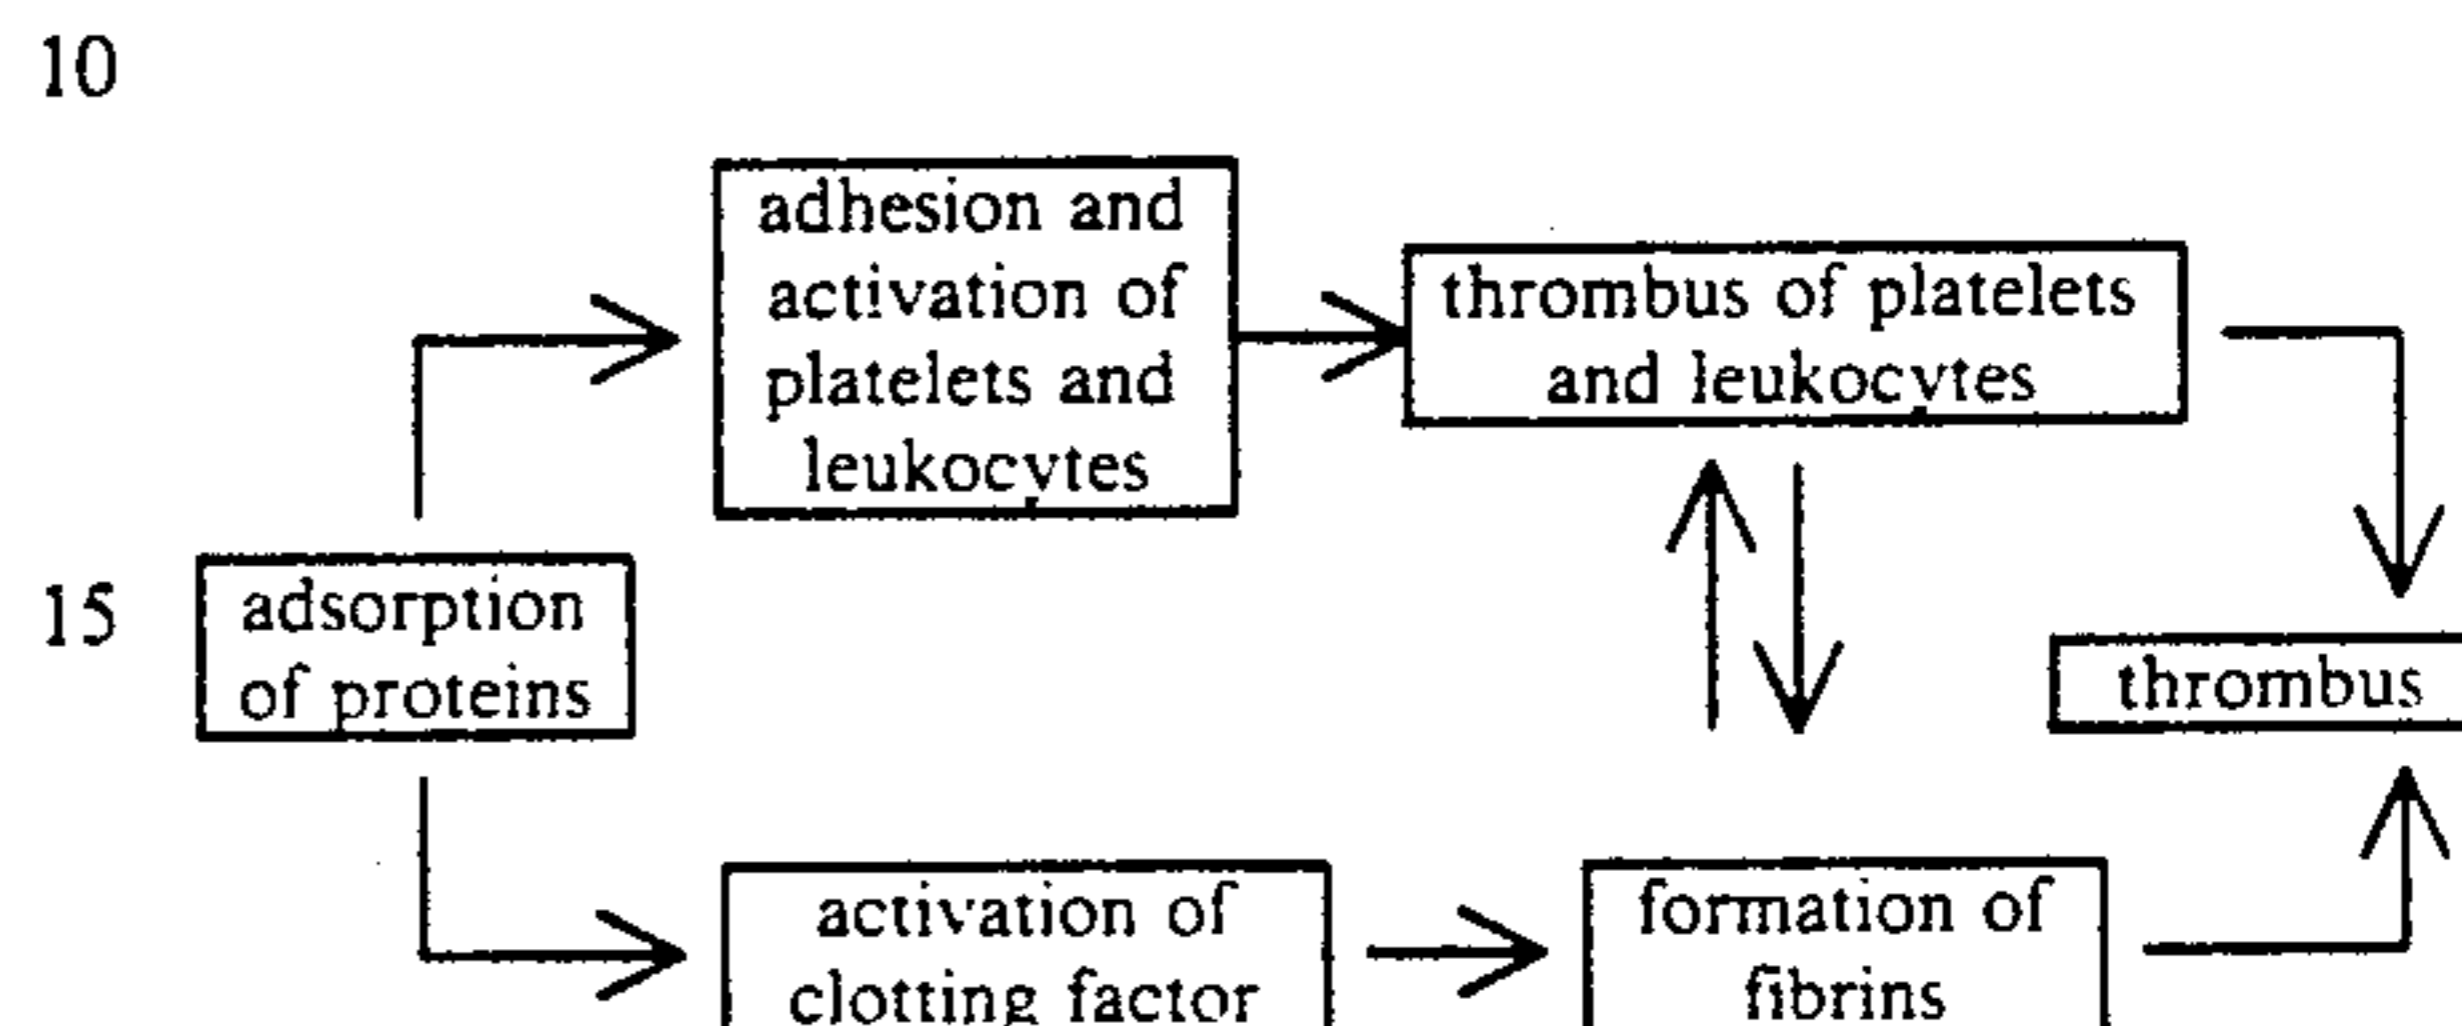 10
adhesion and
activation of
platelets and
leukocytes
thrombus of platelets
and leukocytes
15
adsorption
of proteins
thrombus
activation of
clotting factor
formation of
fibrins